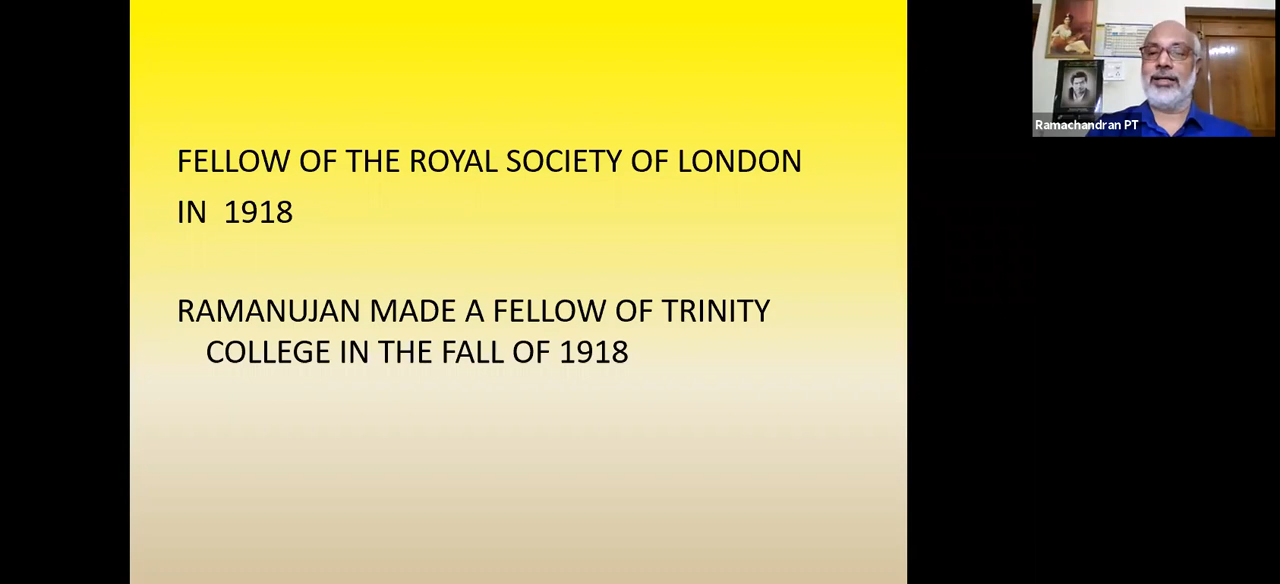 FELLOW OF THE ROYAL SOCIETY OF LONDON
IN 1918
RAMANUJAN MADE A FELLOW OF TRINITY
COLLEGE IN THE FALL OF 1918
Ramachandran PT